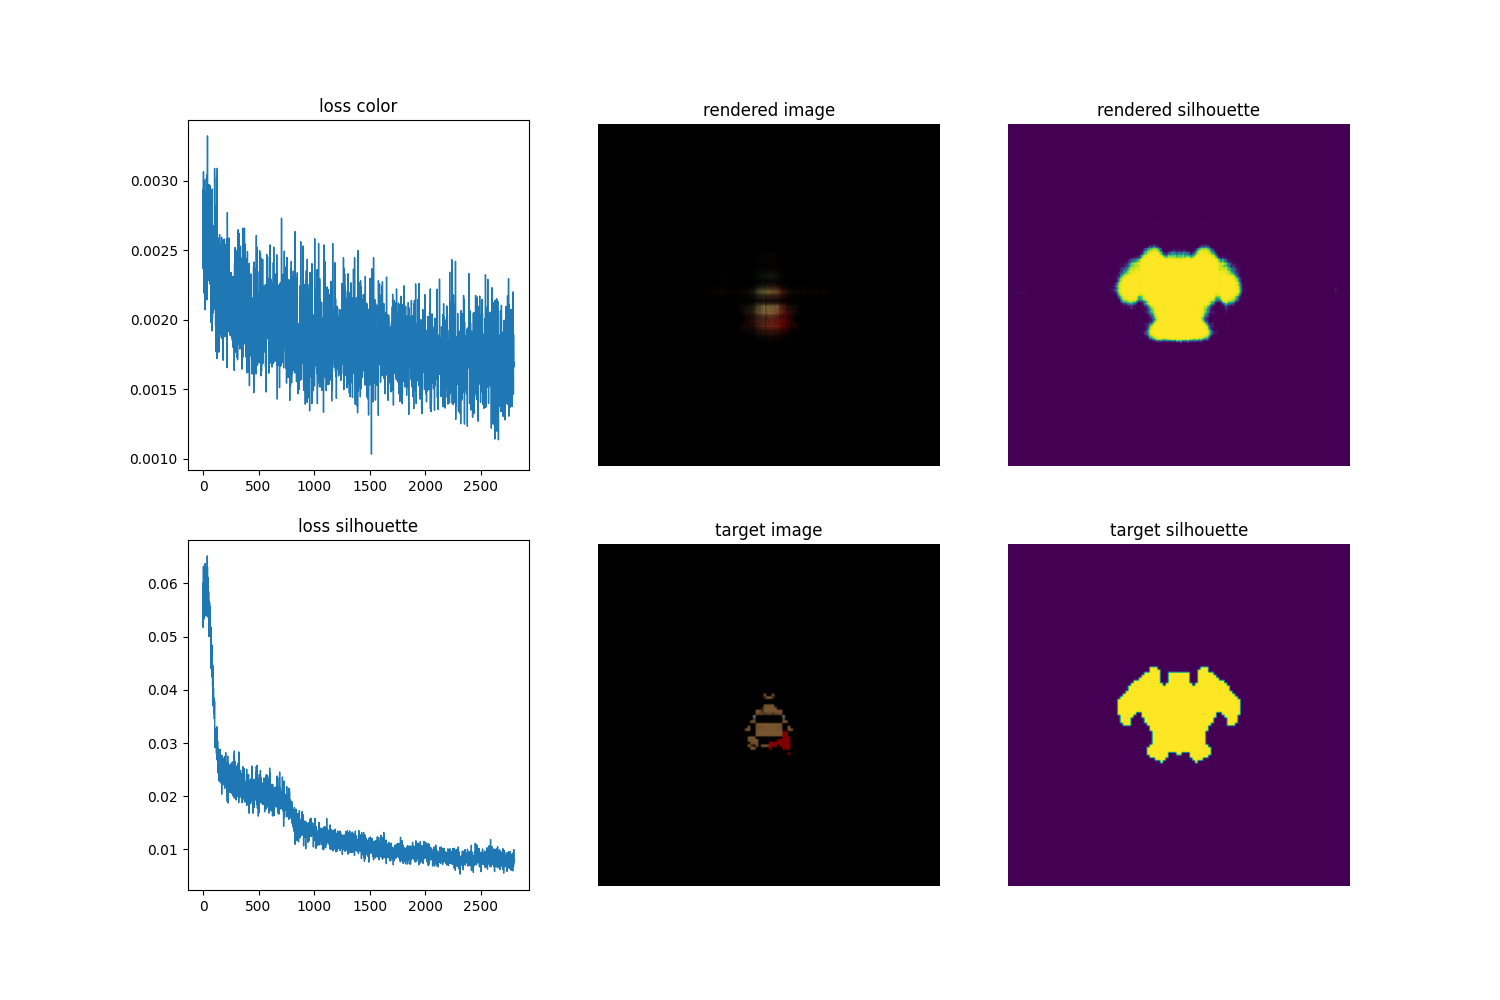 loss color
0.0030
0.0025
0.0020
0.0015
0.0010
0 500 1000 1500 2000 2500
rendered image
rendered silhouette
loss silhouette
0.06
0.05
0.04
0.03
0.02
0.01
0 500 1000 1500 2000 2500
target image
target silhouette